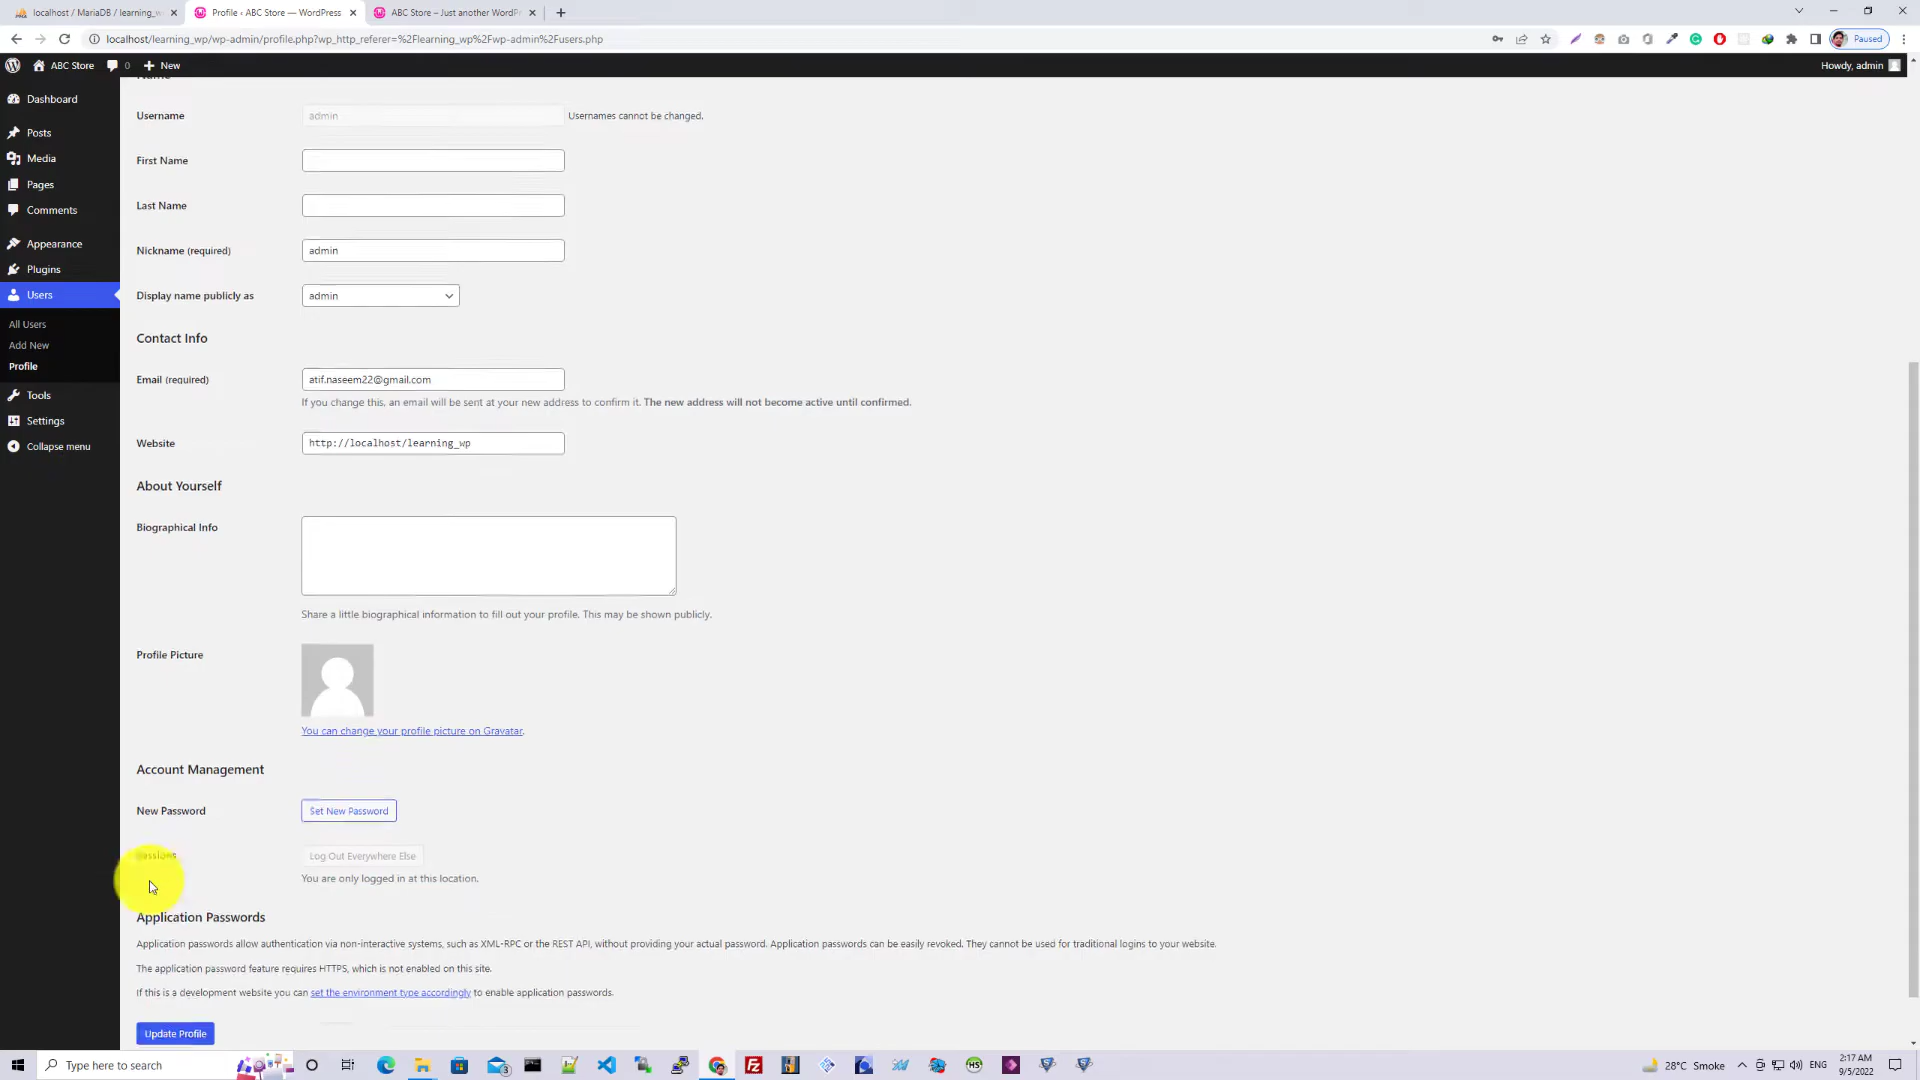 localhost / MariaDB / learning_w
Profile ‹ ABC Store — WordPress
ABC Store – Just another WordPr
localhost/learning_wp/wp-admin/profile.php?wp_http_referer=%2Flearning_wp%2Fwp-admin%2Fusers.php
Paused
ABC Store
0
New
Howdy, admin
Dashboard
Posts
Media
Pages
Comments
Appearance
Plugins
Users
All Users
Add New
Profile
Tools
Settings
Collapse menu
Name
Username
admin
Usernames cannot be changed.
First Name
Last Name
Nickname (required)
admin
Display name publicly as
admin
Contact Info
Email (required)
atif.naseem22@gmail.com
If you change this, an email will be sent at your new address to confirm it. The new address will not become active until confirmed.
Website
http://localhost/learning_wp
About Yourself
Biographical Info
Share a little biographical information to fill out your profile. This may be shown publicly.
Profile Picture
You can change your profile picture on Gravatar.
Account Management
New Password
Set New Password
Sessions
Log Out Everywhere Else
You are only logged in at this location.
Application Passwords
Application passwords allow authentication via non-interactive systems, such as XML-RPC or the REST API, without providing your actual password. Application passwords can be easily revoked. They cannot be used for traditional logins to your website.
The application password feature requires HTTPS, which is not enabled on this site.
If this is a development website you can set the environment type accordingly to enable application passwords.
Update Profile
Type here to search
3
28°C Smoke
ENG
2:17 AM
9/5/2022